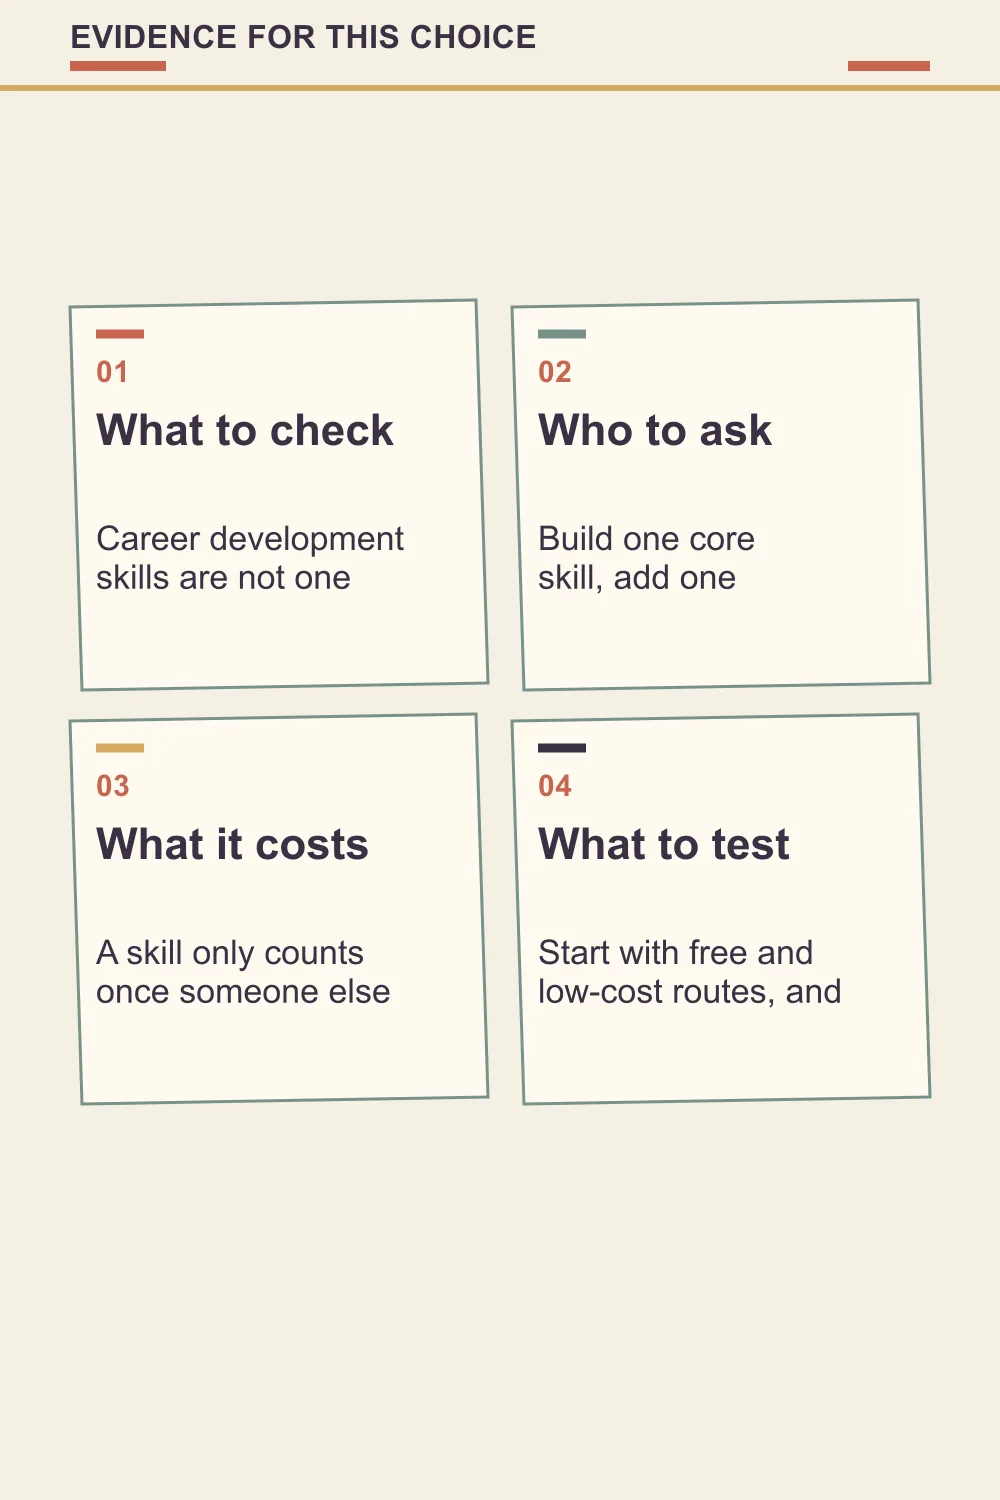 EVIDENCE FOR THIS CHOICE
01
What to check
Career development
skills are not one
02
Who to ask
Build one core
skill, add one
03
What it costs
A skill only counts
once someone else
04
What to test
Start with free and
low-cost routes, and